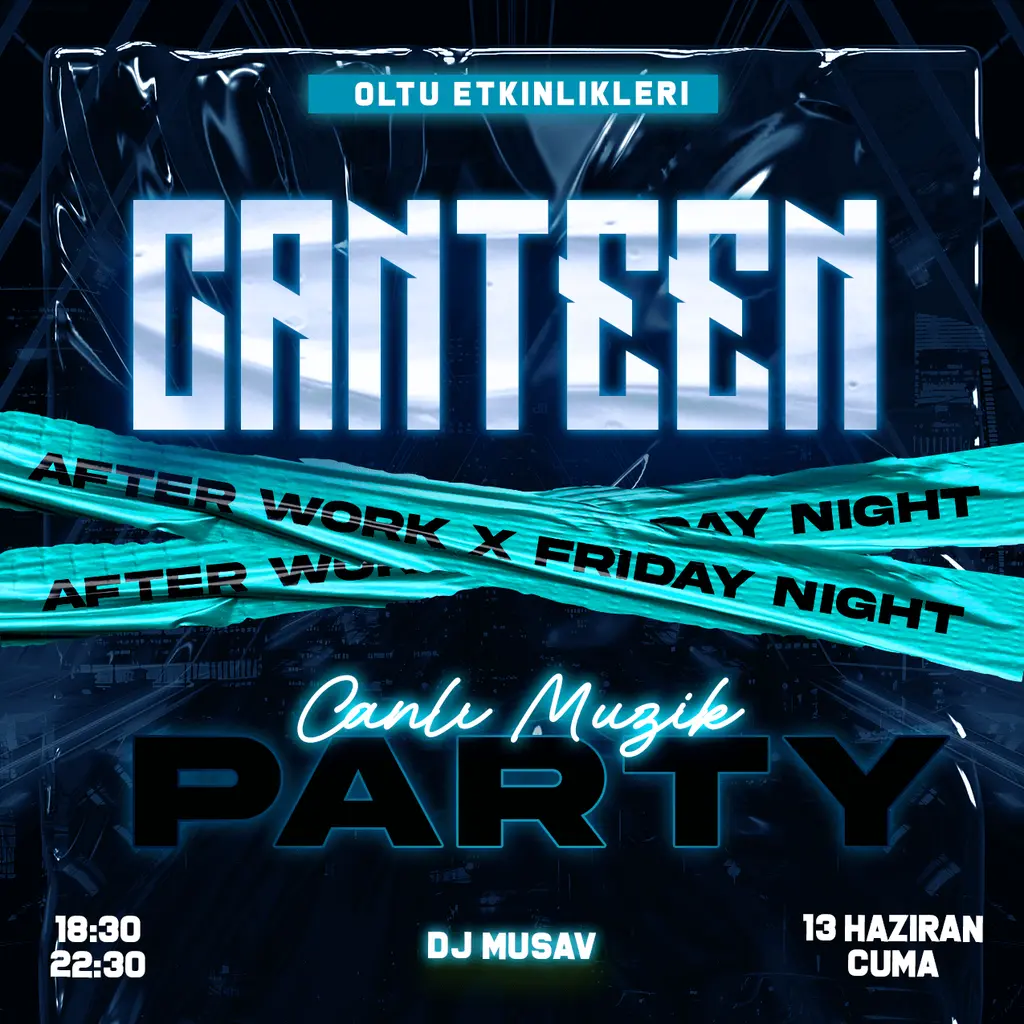 OLTU ETKINLIKLERI
CANTEEN
AFTER WORK X FRIDAY NIGHT
AFTER WORK DAY NIGHT
Canlı Muzik
PARTY
18:30
22:30
DJ MUSAV
13 HAZIRAN
CUMA